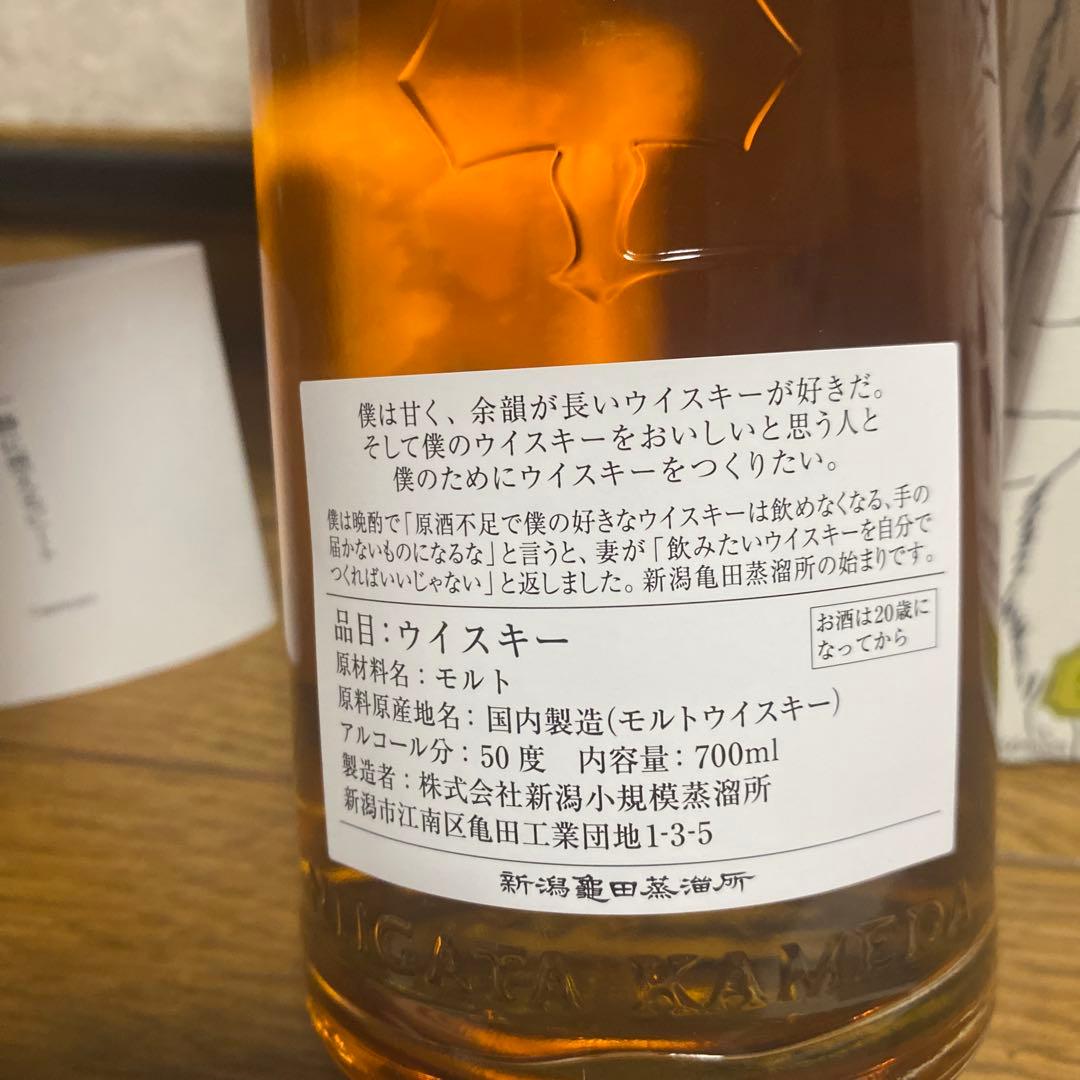 僕は甘く、余韻が長いウイスキーが好きだ。
そして僕のウイスキーをおいしいと思う人と
僕のためにウイスキーをつくりたい。
僕は晩酌で「原酒不足で僕の好きなウイスキーは飲めなくなる、手の
届かないものになるな」と言うと、妻が「飲みたいウイスキーを自分で
つくればいいじゃない」と返しました。新潟亀田蒸溜所の始まりです。
品目：ウイスキー
お酒は20歳に
なってから
原材料名：モルト
原料原産地名：国内製造(モルトウイスキー)
アルコール分：50度 内容量：700ml
製造者：株式会社新潟小規模蒸溜所
新潟市江南区亀田工業団地1-3-5
新潟龜田蒸溜所
NIIGATA KAMEDA